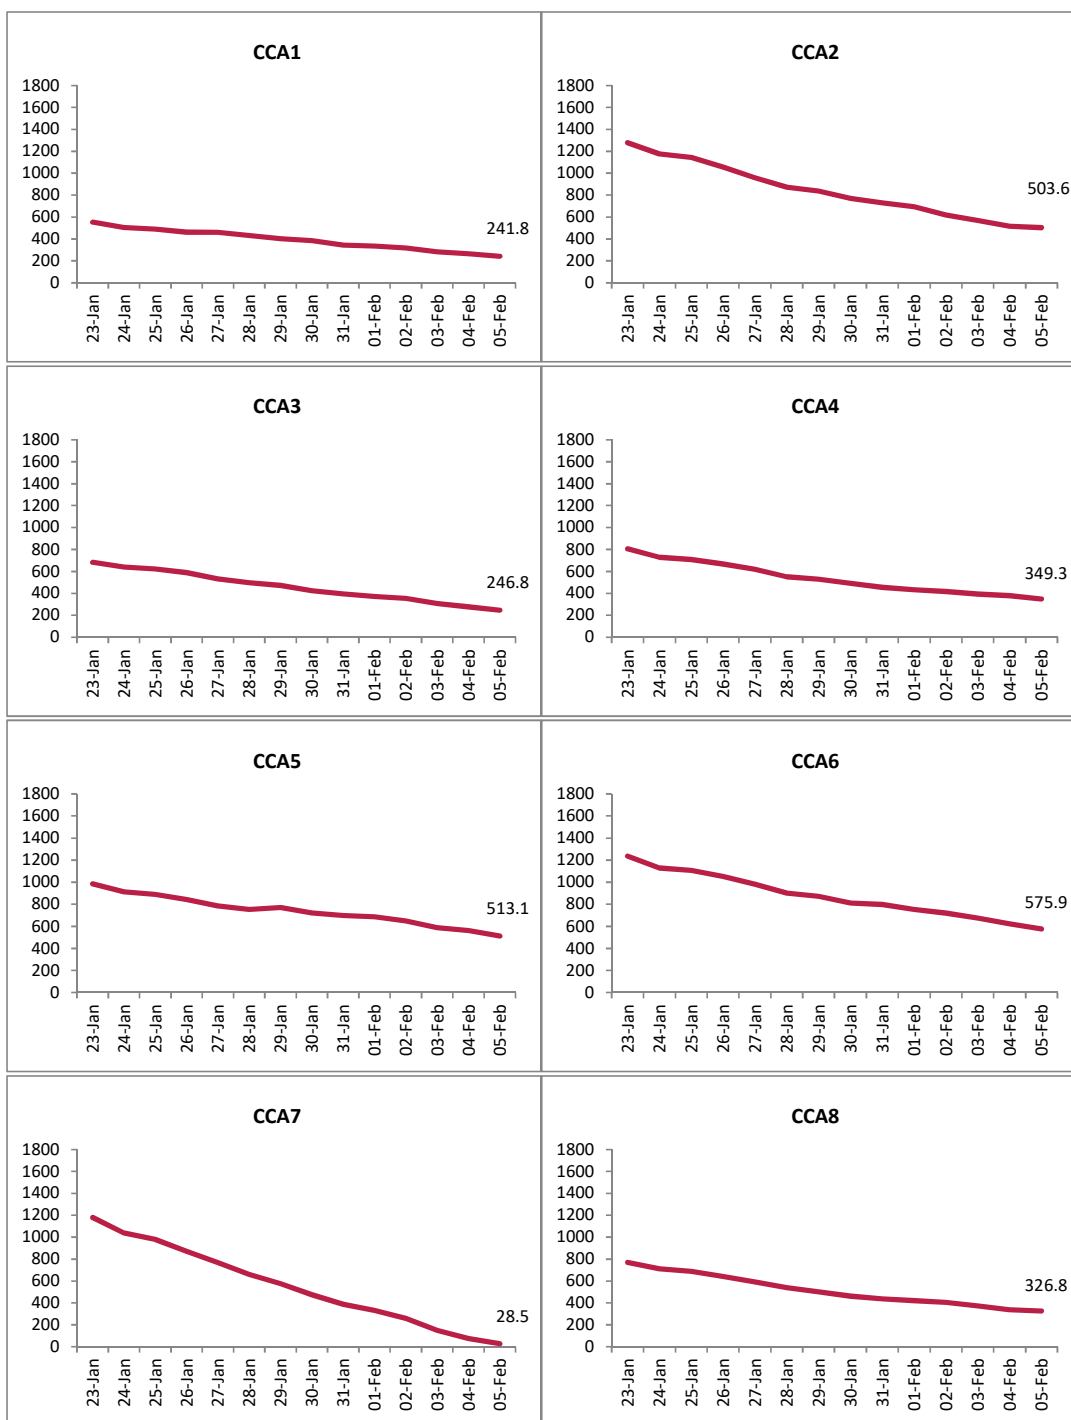 CCA1
1800
1600
1400
1200
1000
800
600
400
200
0
241.8
23-Jan
24-Jan
25-Jan
26-Jan
27-Jan
28-Jan
29-Jan
30-Jan
31-Jan
01-Feb
02-Feb
03-Feb
04-Feb
05-Feb
CCA2
1800
1600
1400
1200
1000
800
600
400
200
0
503.6
23-Jan
24-Jan
25-Jan
26-Jan
27-Jan
28-Jan
29-Jan
30-Jan
31-Jan
01-Feb
02-Feb
03-Feb
04-Feb
05-Feb
CCA3
1800
1600
1400
1200
1000
800
600
400
200
0
246.8
23-Jan
24-Jan
25-Jan
26-Jan
27-Jan
28-Jan
29-Jan
30-Jan
31-Jan
01-Feb
02-Feb
03-Feb
04-Feb
05-Feb
CCA4
1800
1600
1400
1200
1000
800
600
400
200
0
349.3
23-Jan
24-Jan
25-Jan
26-Jan
27-Jan
28-Jan
29-Jan
30-Jan
31-Jan
01-Feb
02-Feb
03-Feb
04-Feb
05-Feb
CCA5
1800
1600
1400
1200
1000
800
600
400
200
0
513.1
23-Jan
24-Jan
25-Jan
26-Jan
27-Jan
28-Jan
29-Jan
30-Jan
31-Jan
01-Feb
02-Feb
03-Feb
04-Feb
05-Feb
CCA6
1800
1600
1400
1200
1000
800
600
400
200
0
575.9
23-Jan
24-Jan
25-Jan
26-Jan
27-Jan
28-Jan
29-Jan
30-Jan
31-Jan
01-Feb
02-Feb
03-Feb
04-Feb
05-Feb
CCA7
1800
1600
1400
1200
1000
800
600
400
200
0
28.5
23-Jan
24-Jan
25-Jan
26-Jan
27-Jan
28-Jan
29-Jan
30-Jan
31-Jan
01-Feb
02-Feb
03-Feb
04-Feb
05-Feb
CCA8
1800
1600
1400
1200
1000
800
600
400
200
0
326.8
23-Jan
24-Jan
25-Jan
26-Jan
27-Jan
28-Jan
29-Jan
30-Jan
31-Jan
01-Feb
02-Feb
03-Feb
04-Feb
05-Feb